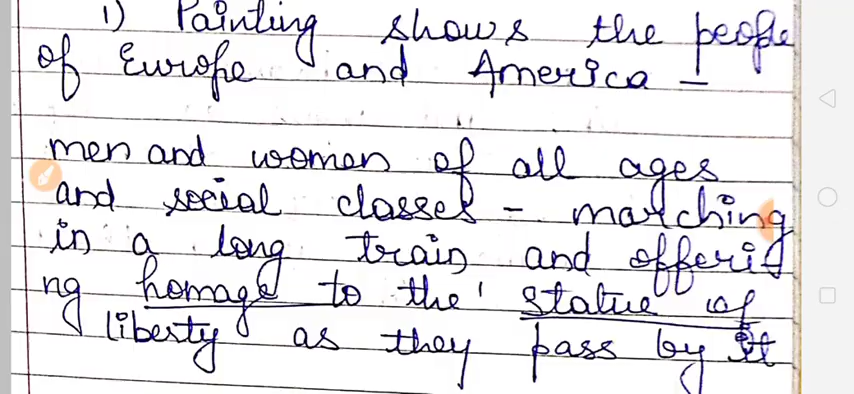 1) Painting shows the people
of Europe and America -
men and women of all ages
and social classes - marching
in a long train and offeri
ng homage to the statue of
liberty as they pass by it